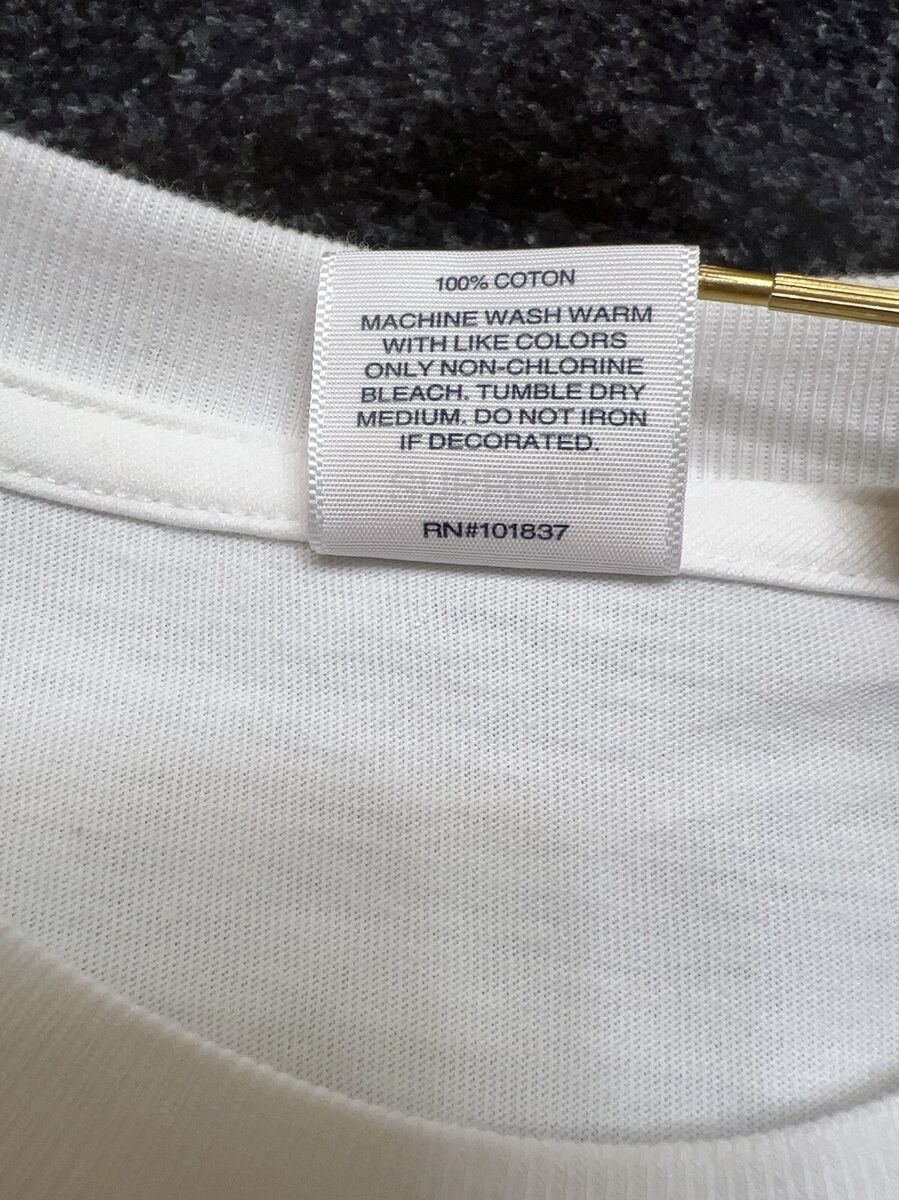 100% COTON
MACHINE WASH WARM
WITH LIKE COLORS
ONLY NON-CHLORINE
BLEACH. TUMBLE DRY
MEDIUM. DO NOT IRON
IF DECORATED.
SUPREME
RN#101837